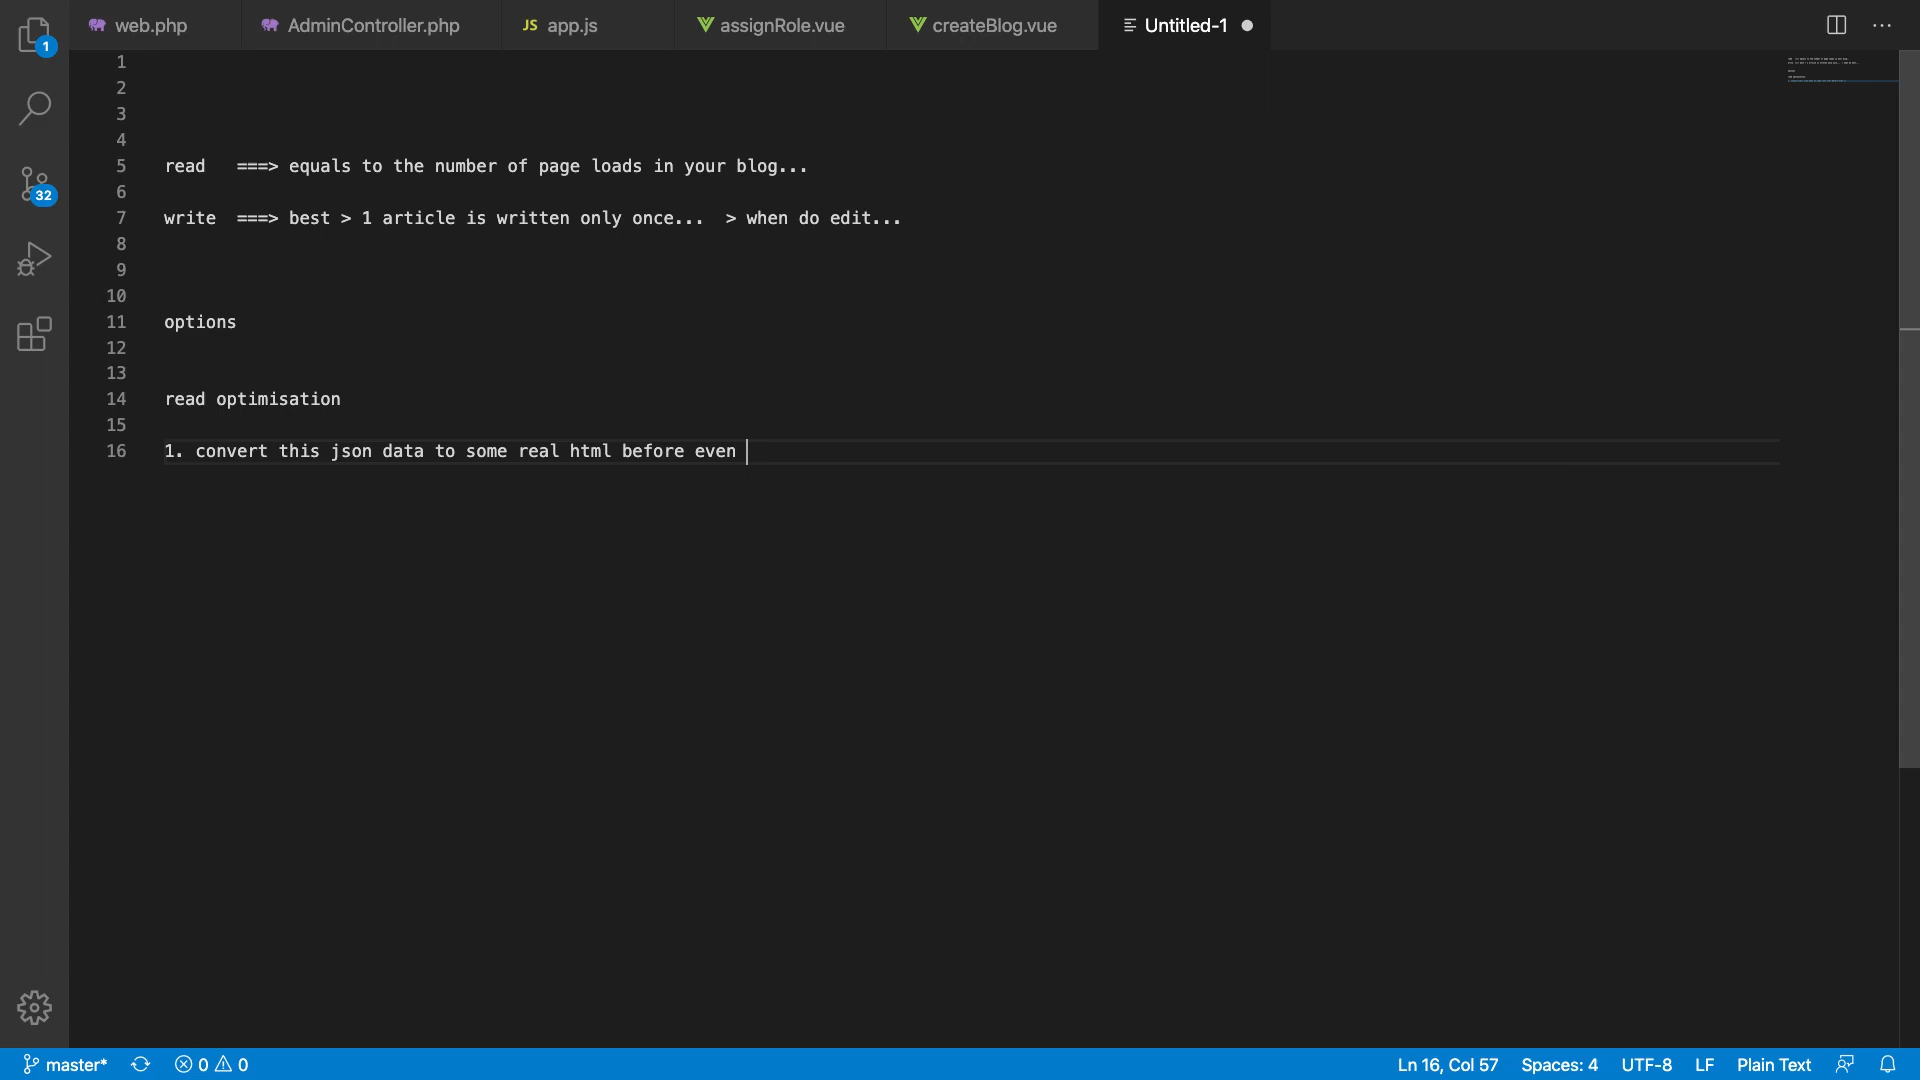 web.php AdminController.php JS app.js assignRole.vue createBlog.vue Untitled-1
1
1
2
3
4
5 read ===> equals to the number of page loads in your blog...
6
32
7 write ===> best > 1 article is written only once... > when do edit...
8
9
10
11 options
12
13
14 read optimisation
15
16 1. convert this json data to some real html before even
master* 0 0 Ln 16, Col 57 Spaces: 4 UTF-8 LF Plain Text